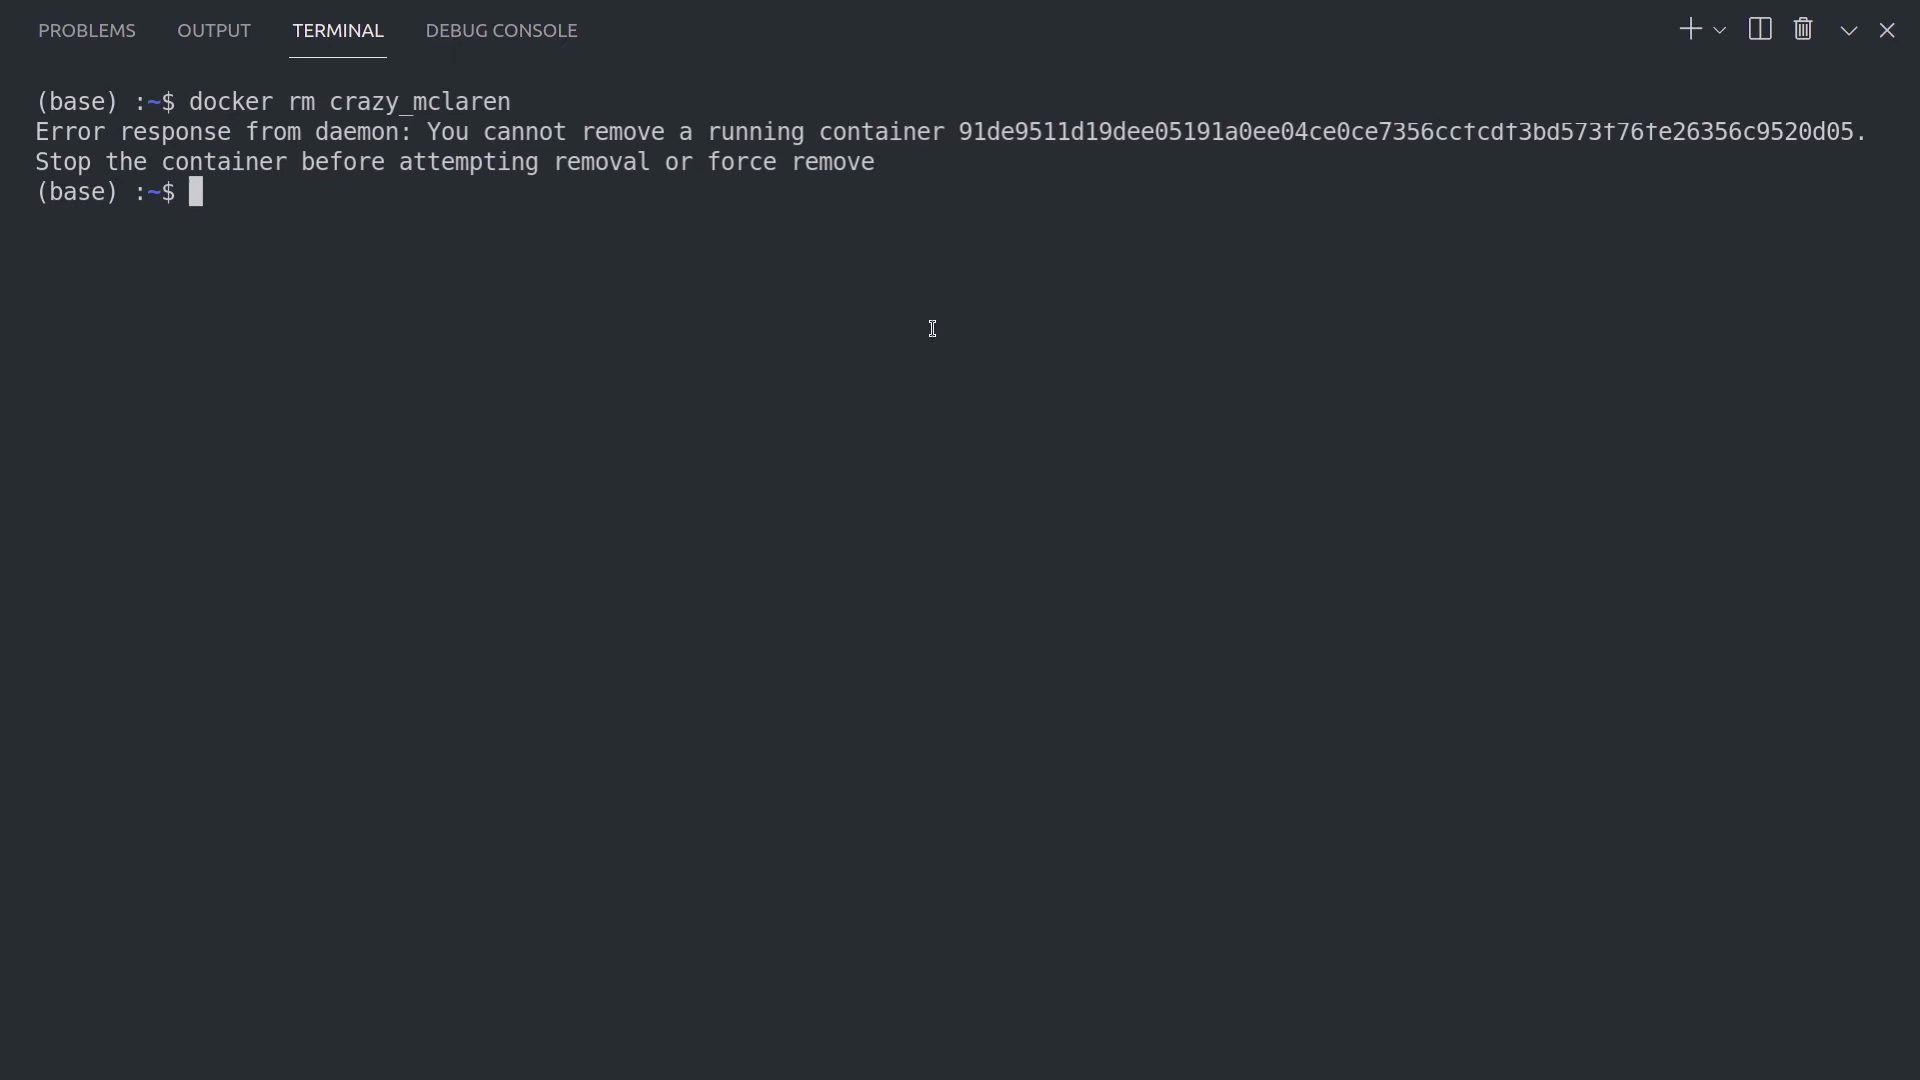 PROBLEMS OUTPUT TERMINAL DEBUG CONSOLE
(base) :~$ docker rm crazy_mclaren
Error response from daemon: You cannot remove a running container 91de9511d19dee05191a0ee04ce0ce7356ccfcdf3bd573f76fe26356c9520d05.
Stop the container before attempting removal or force remove
(base) :~$